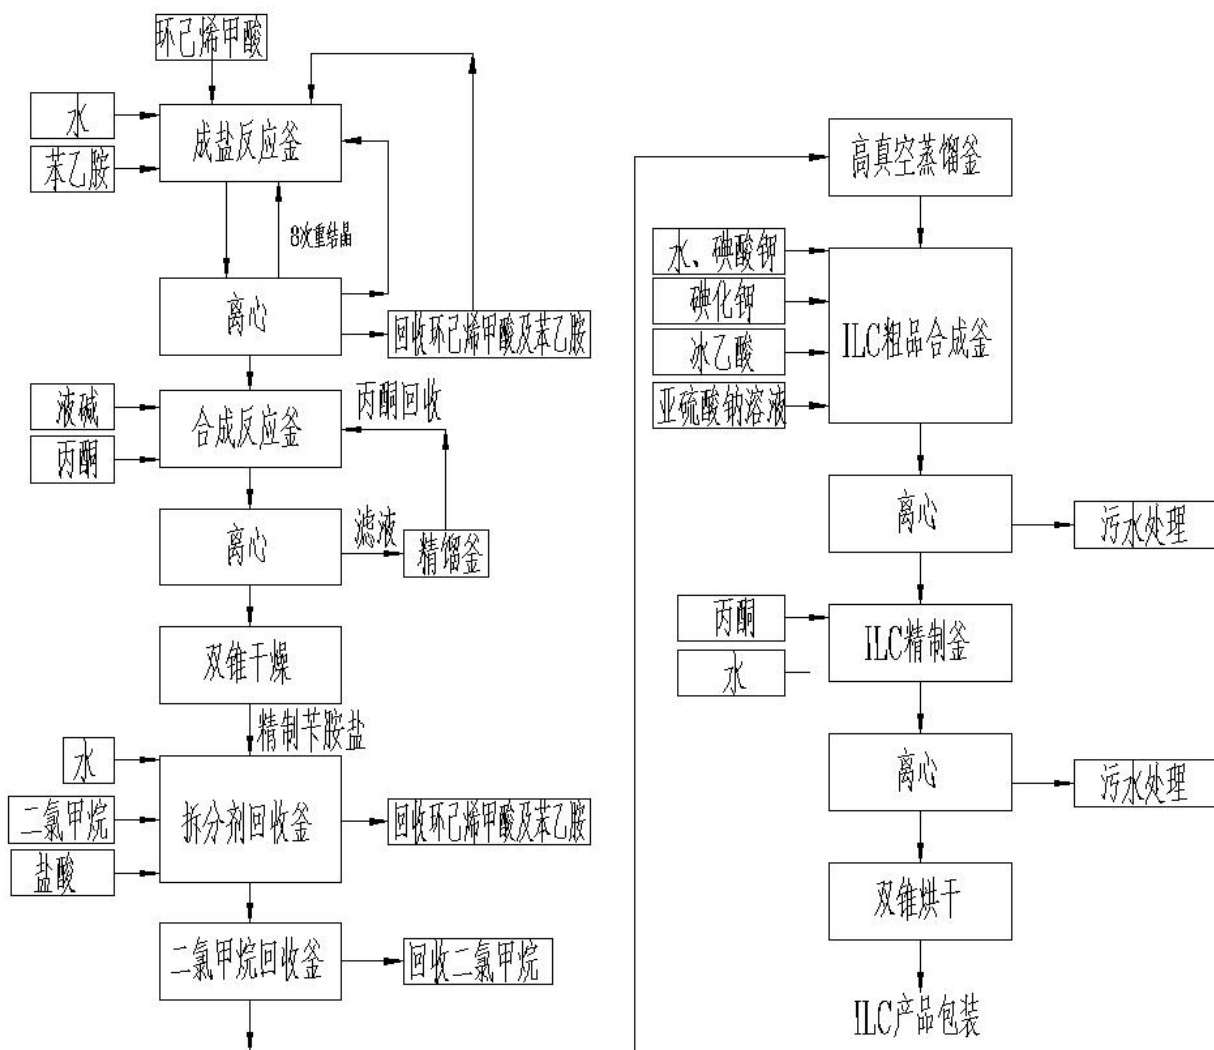 环己烯甲酸
水
苯乙胺
成盐反应釜
8次重结晶
离心
回收环己烯甲酸及苯乙胺
液碱
丙酮
合成反应釜
丙酮回收
离心
滤液
精馏釜
双锥干燥
精制苄胺盐
水
二氯甲烷
盐酸
拆分剂回收釜
回收环己烯甲酸及苯乙胺
二氯甲烷回收釜
回收二氯甲烷
高真空蒸馏釜
水、碘酸钾
碘化钾
冰乙酸
亚硫酸钠溶液
ILC粗品合成釜
离心
污水处理
丙酮
水
ILC精制釜
离心
污水处理
双锥烘干
ILC产品包装